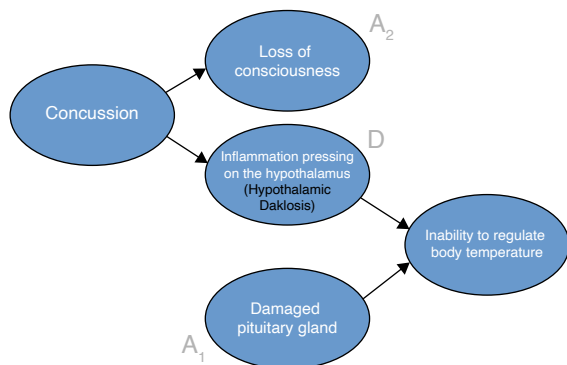 A2
Loss of
consciousness
Concussion
D
Inflammation pressing
on the hypothalamus
(Hypothalamic
Daklosis)
Inability to regulate
body temperature
Damaged
pituitary gland
A1